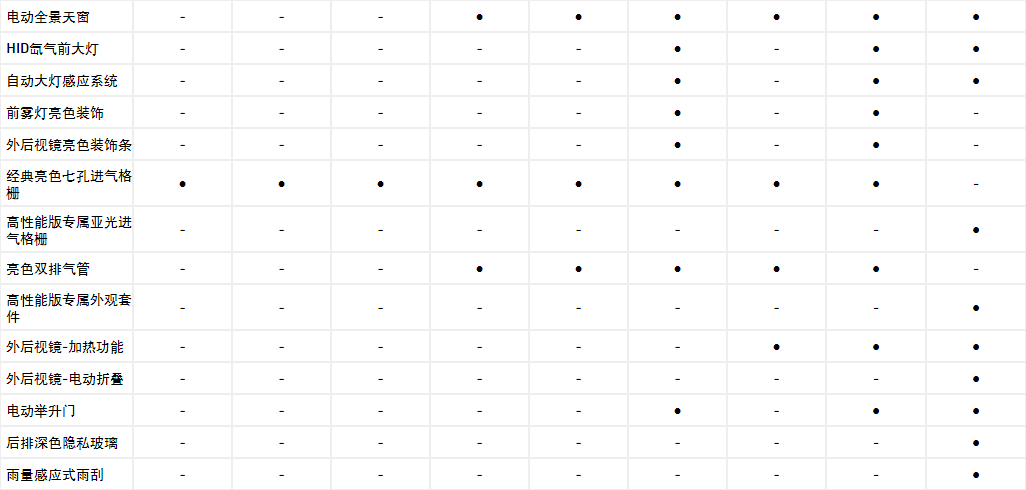 电动全景天窗 - - - ● ● ● ● ● ●
HID氙气前大灯 - - - - - ● - ● ●
自动大灯感应系统 - - - - - ● - ● ●
前雾灯亮色装饰 - - - - - ● - ● -
外后视镜亮色装饰条 - - - - - ● - ● -
经典亮色七孔进气格
栅 ● ● ● ● ● ● ● ● -
高性能版专属亚光进
气格栅 - - - - - - - - ●
亮色双排气管 - - - ● ● ● ● ● -
高性能版专属外观套
件 - - - - - - - - ●
外后视镜-加热功能 - - - - - - ● ● ●
外后视镜-电动折叠 - - - - - - - - ●
电动举升门 - - - - - ● - ● ●
后排深色隐私玻璃 - - - - - - - - ●
雨量感应式雨刮 - - - - - - - - ●